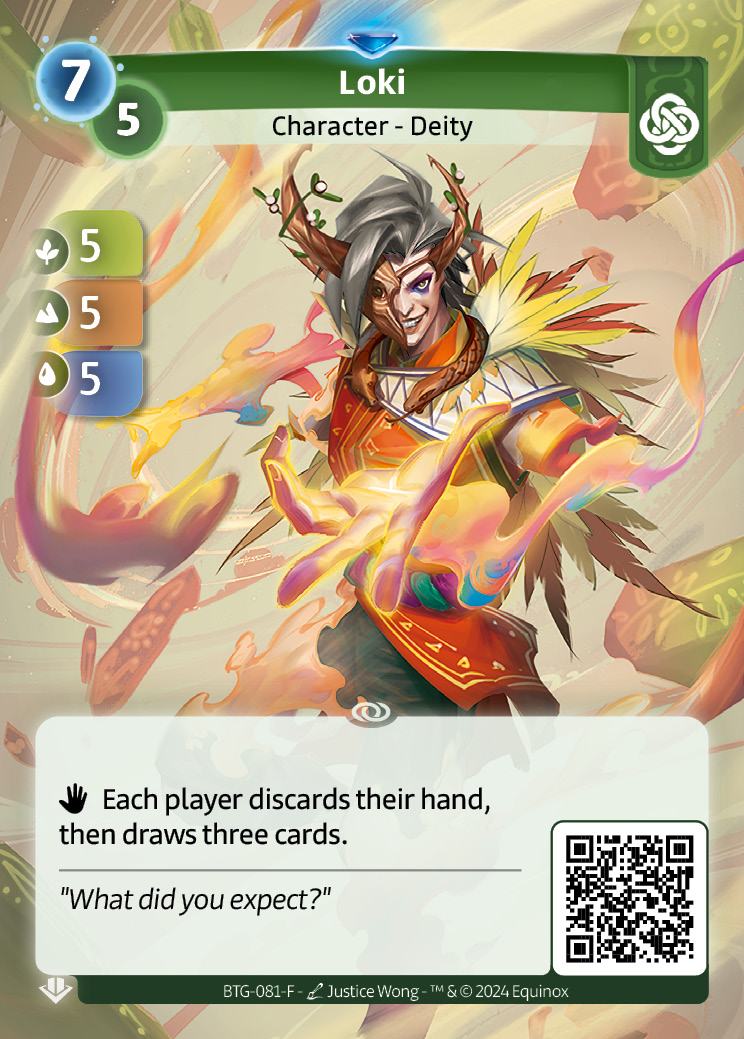 7
Loki
5
Character - Deity
5
5
5
Each player discards their hand,
then draws three cards.
"What did you expect?"
BTG-081-F - Justice Wong - ™ & © 2024 Equinox